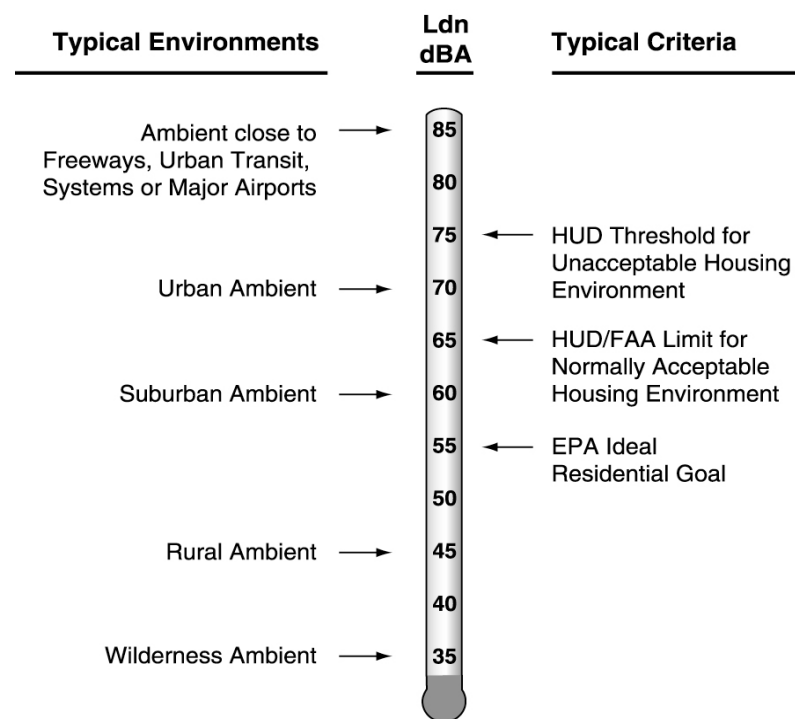 Typical Environments
Ldn
dBA
Typical Criteria
Ambient close to
Freeways, Urban Transit,
Systems or Major Airports
Urban Ambient
Suburban Ambient
Rural Ambient
Wilderness Ambient
85
80
75
70
65
60
55
50
45
40
35
HUD Threshold for
Unacceptable Housing
Environment
HUD/FAA Limit for
Normally Acceptable
Housing Environment
EPA Ideal
Residential Goal